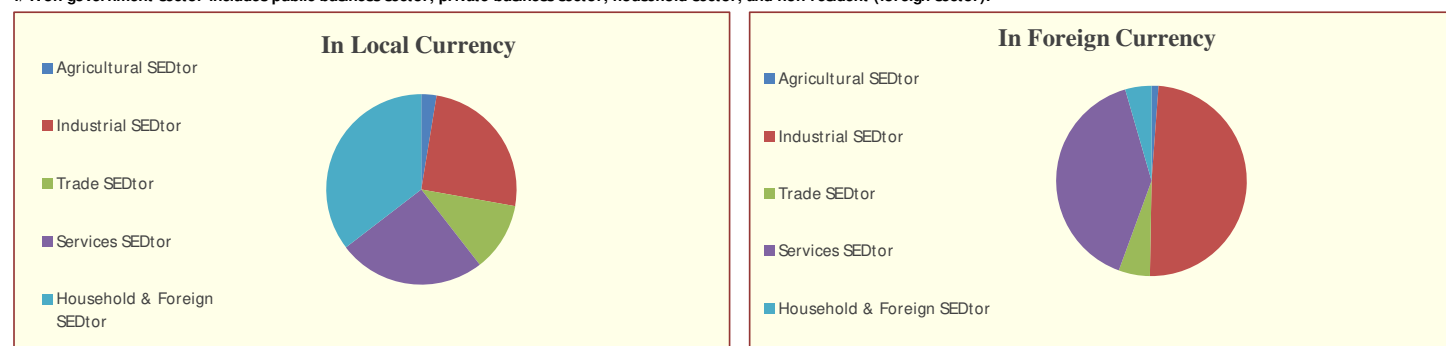 In Local Currency
Agricultural SEDtor
Industrial SEDtor
Trade SEDtor
Services SEDtor
Household & Foreign
SEDtor
In Foreign Currency
Agricultural SEDtor
Industrial SEDtor
Trade SEDtor
Services SEDtor
Household & Foreign SEDtor